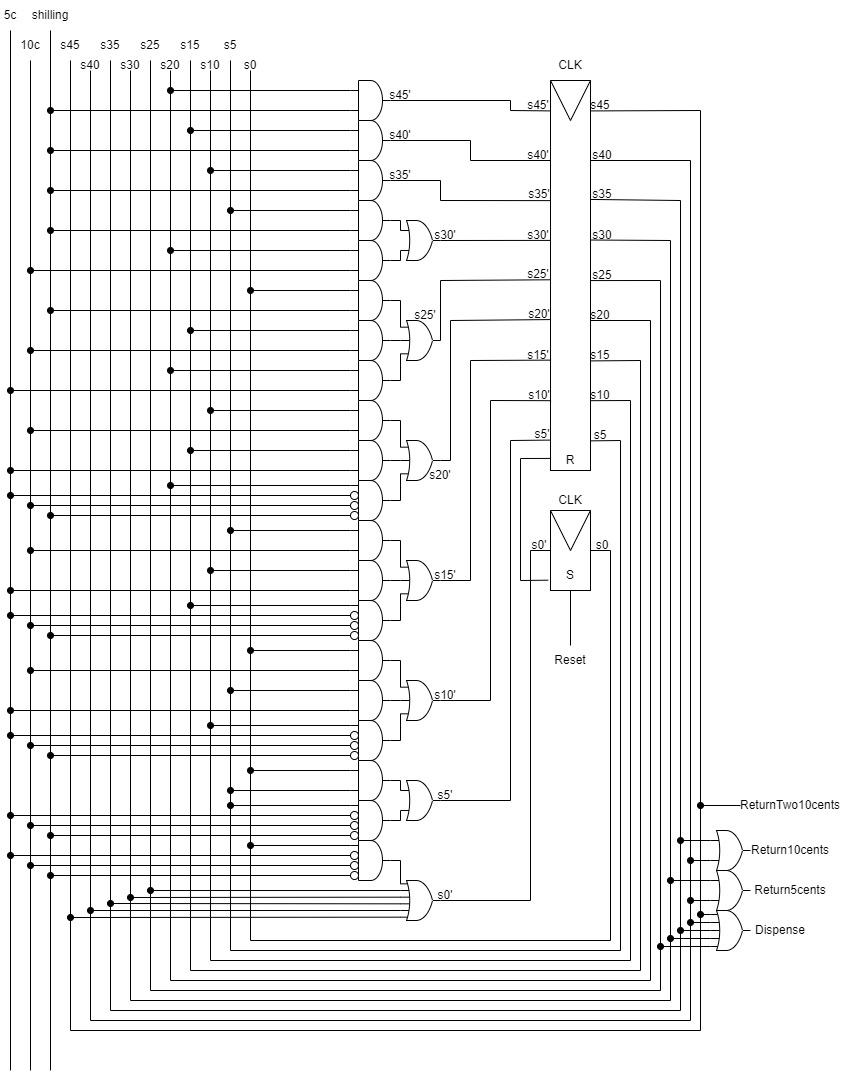 5c shilling
10c s45 s35 s25 s15 s5
s40 s30 s20 s10 s0
CLK
s45' s45' s45
s40' s40' s40
s35' s35' s35
s30' s30' s30
s25' s25
s25' s20' s20
s15' s15
s10' s10
s5' s5
R
s20'
CLK
s0' s0
s15' S
Reset
s10'
s5' ReturnTwo10cents
Return10cents
s0' Return5cents
Dispense